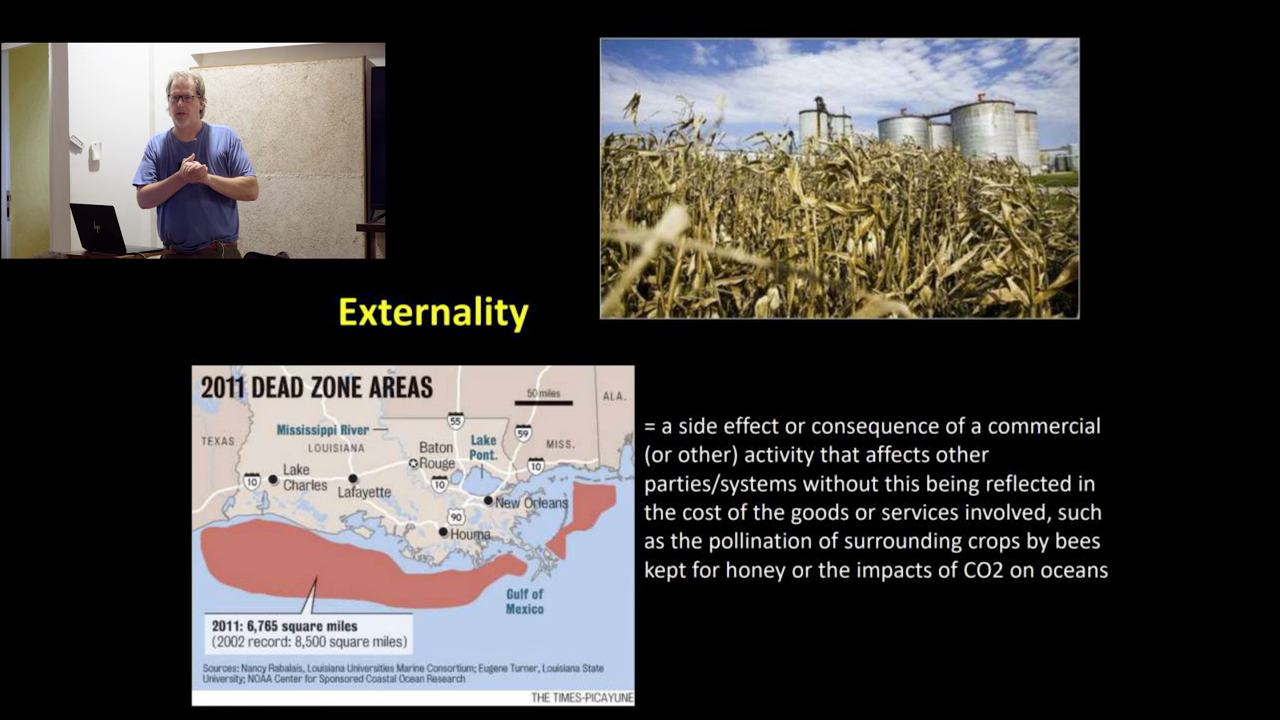 hp
Externality
2011 DEAD ZONE AREAS
50 miles
ALA.
TEXAS
Mississippi River
LOUISIANA
55
59
MISS.
Baton
Rouge
Lake
Pont.
10
10
10
Lake
Charles
Lafayette
New Orleans
90
Houma
Gulf of
Mexico
2011: 6,765 square miles
(2002 record: 8,500 square miles)
Sources: Nancy Rabalais, Louisiana Universities Marine Consortium; Eugene Turner, Louisiana State
University; NOAA Center for Sponsored Coastal Ocean Research
THE TIMES-PICAYUNE
= a side effect or consequence of a commercial
(or other) activity that affects other
parties/systems without this being reflected in
the cost of the goods or services involved, such
as the pollination of surrounding crops by bees
kept for honey or the impacts of CO2 on oceans